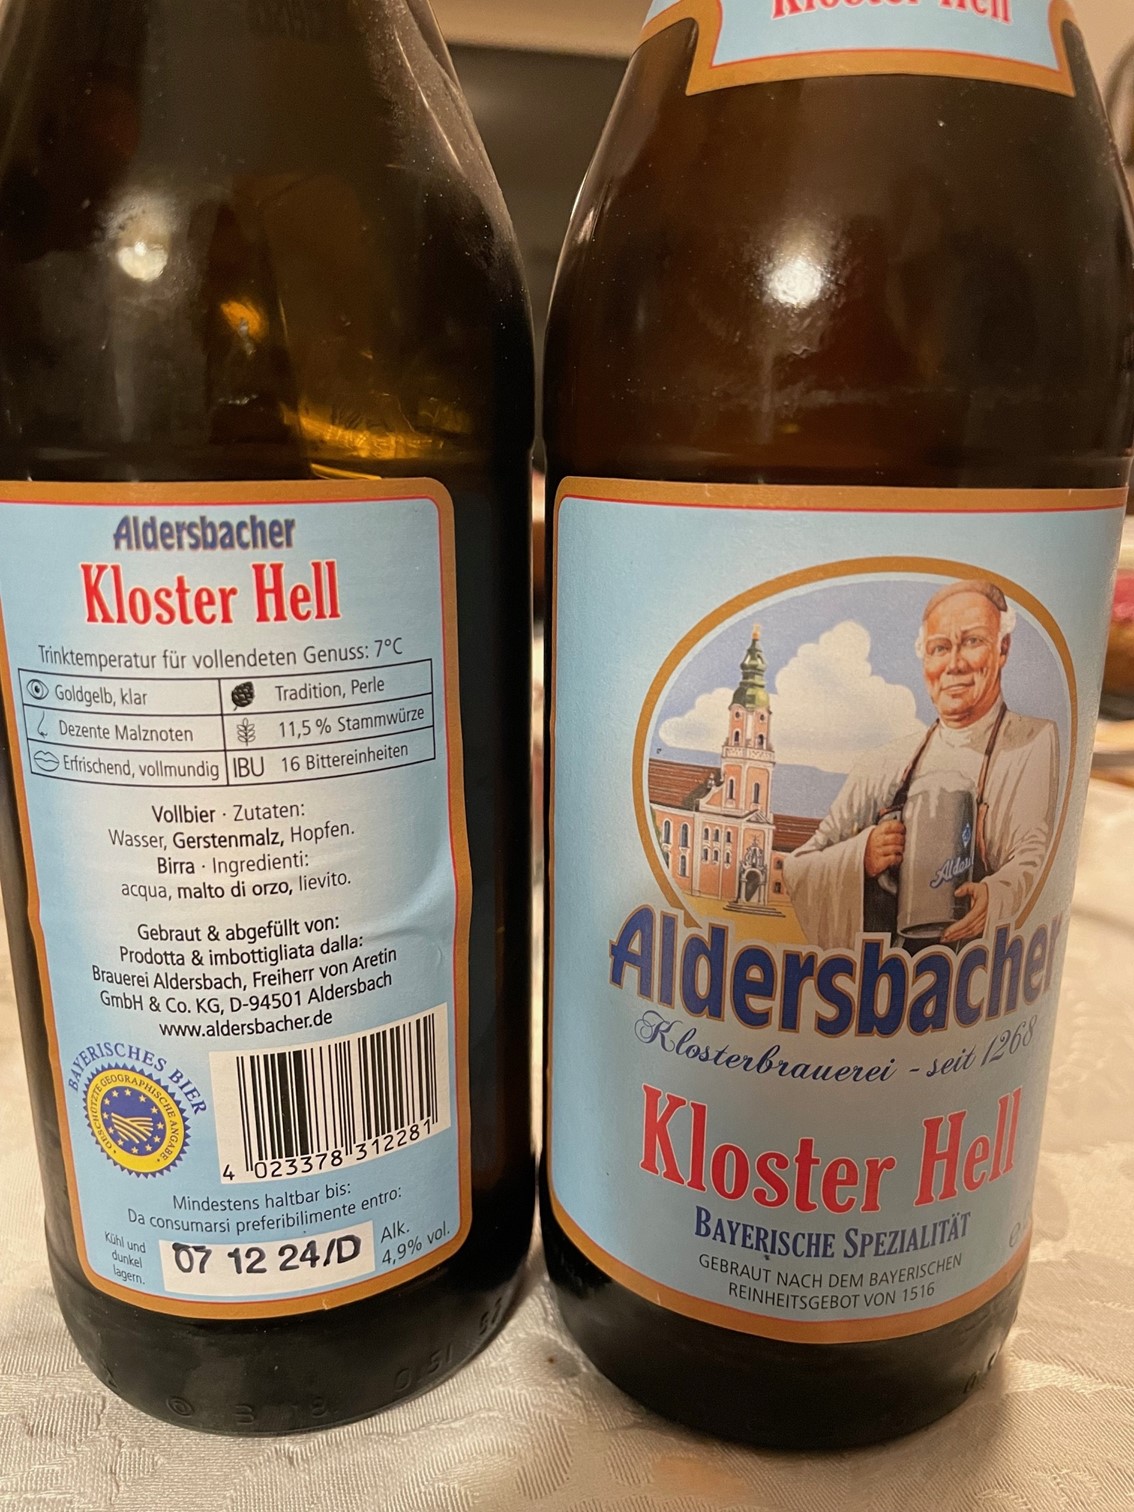 Aldersbacher
Kloster Hell
Trinktemperatur für vollendeten Genuss: 7°C
Goldgelb, klar
Tradition, Perle
Dezente Malznoten
11,5 % Stammwürze
Erfrischend, vollmundig
IBU 16 Bittereinheiten
Vollbier · Zutaten:
Wasser, Gerstenmalz, Hopfen.
Birra · Ingredienti:
acqua, malto di orzo, lievito.
Gebraut & abgefüllt von:
Prodotta & imbottigliata dalla:
Brauerei Aldersbach, Freiherr von Aretin
GmbH & Co. KG, D-94501 Aldersbach
www.aldersbacher.de
BAYERISCHES BIER
GESCHÜTZTE GEOGRAPHISCHE ANGABE
4 023378 312281
Mindestens haltbar bis:
Da consumarsi preferibilimente entro:
Kühl und
dunkel
lagern.
07 12 24/D
Alk.
4,9% vol.
Kloster Hell
Aldersbacher
Klosterbrauerei - seit 1268
Kloster Hell
BAYERISCHE SPEZIALITÄT
GEBRAUT NACH DEM BAYERISCHEN
REINHEITSGEBOT VON 1516